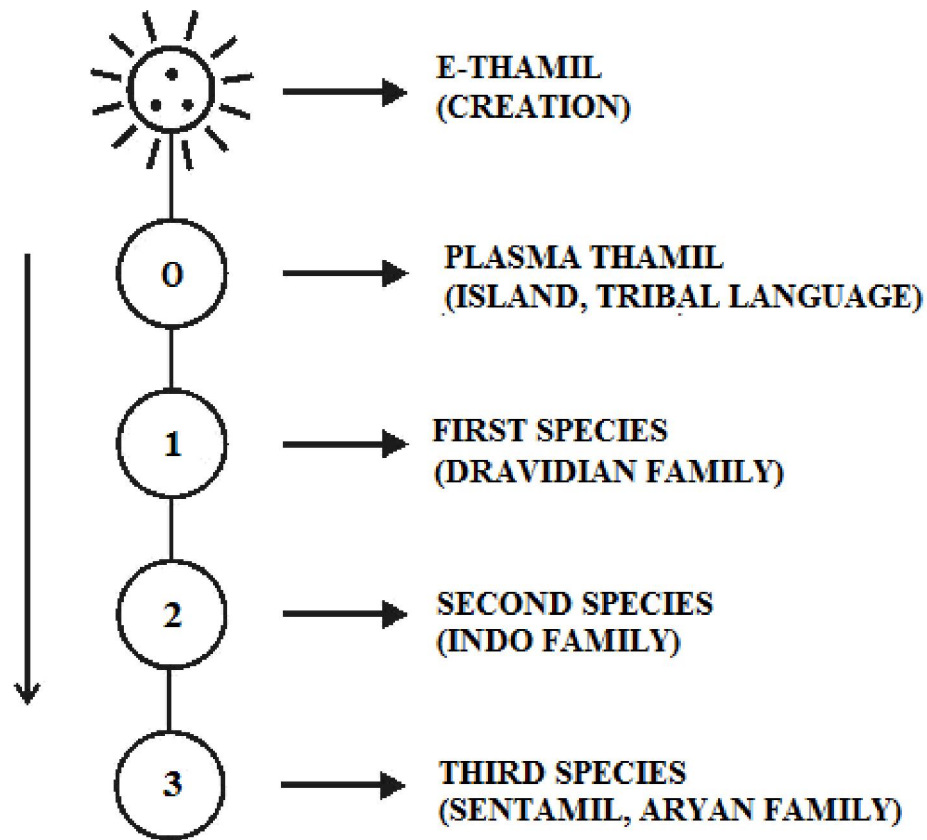 E-THAMIL
(CREATION)
0
PLASMA THAMIL
(ISLAND, TRIBAL LANGUAGE)
1
FIRST SPECIES
(DRAVIDIAN FAMILY)
2
SECOND SPECIES
(INDO FAMILY)
3
THIRD SPECIES
(SENTAMIL, ARYAN FAMILY)